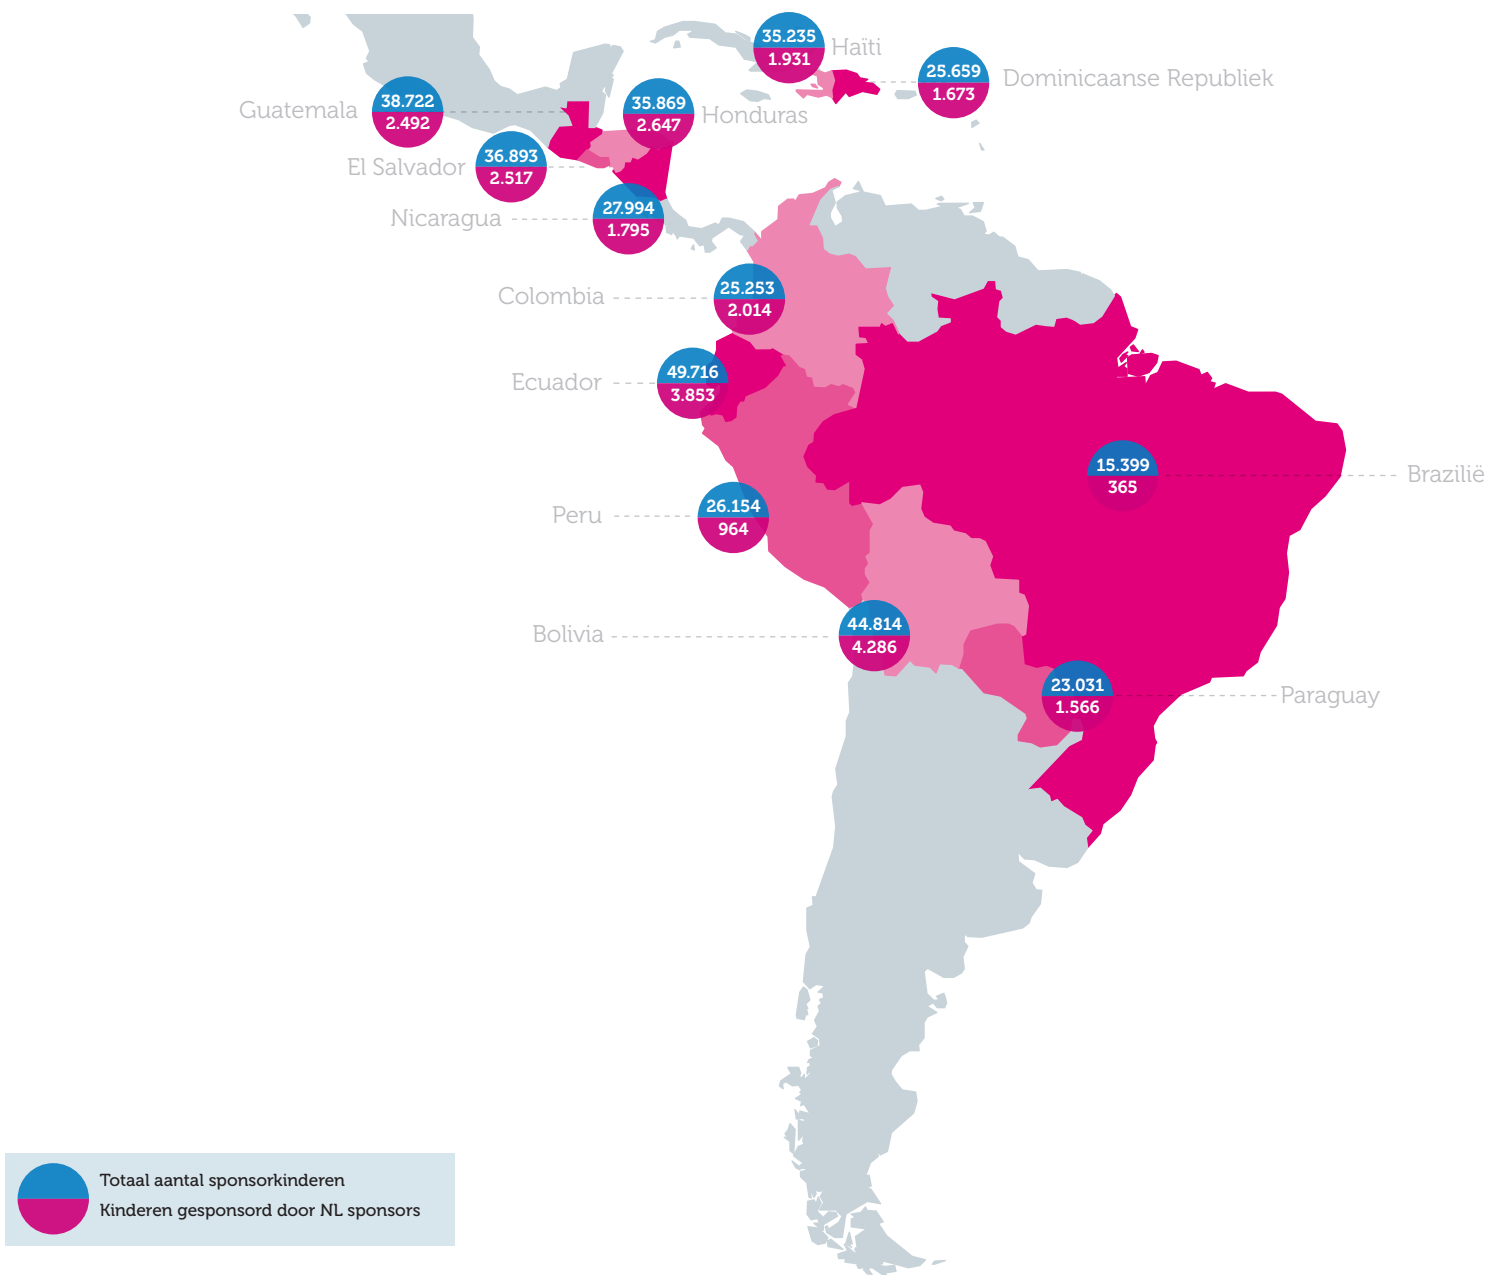 35.235
1.931
Haïti
25.659
1.673
Dominicaanse Republiek
Guatemala
38.722
2.492
35.869
2.647
Honduras
El Salvador
36.893
2.517
Nicaragua
27.994
1.795
Colombia
25.253
2.014
Ecuador
49.716
3.853
15.399
365
Brazilië
Peru
26.154
964
Bolivia
44.814
4.286
23.031
1.566
Paraguay
Totaal aantal sponsorkinderen
Kinderen gesponsord door NL sponsors